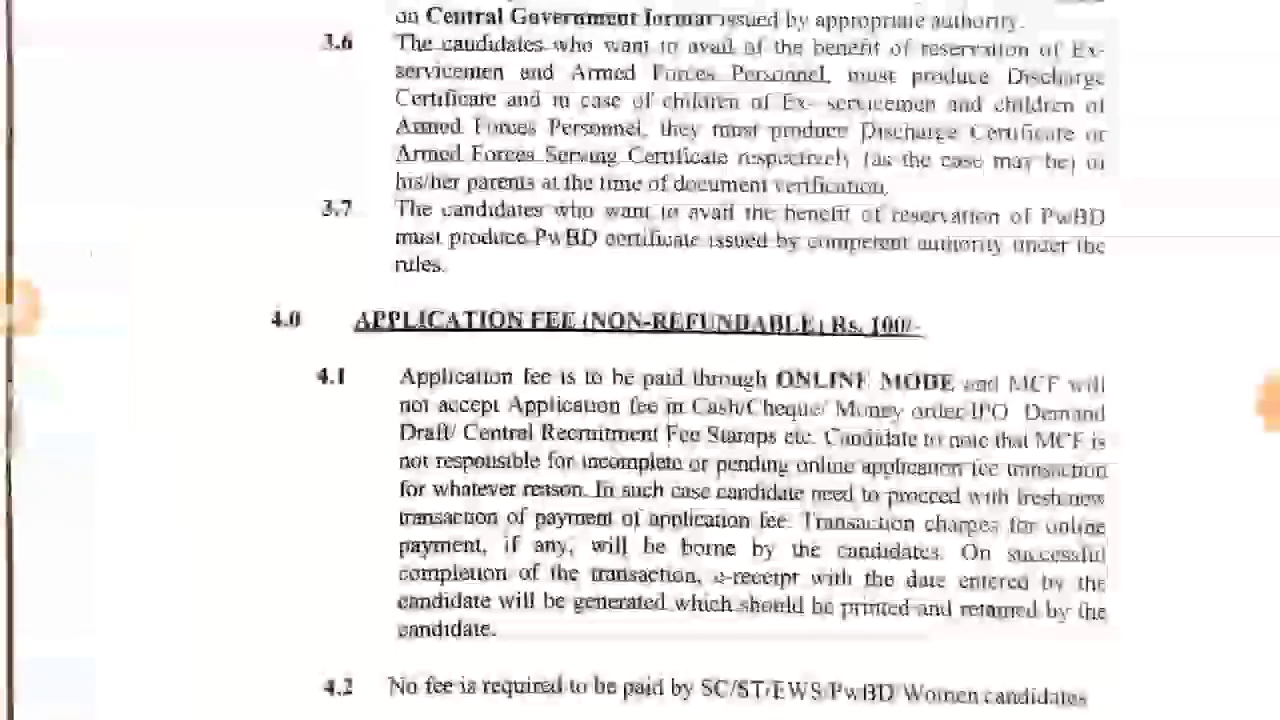 on Central Government format issued by appropriate authority.
3.6 The candidates who want to avail of the benefit of reservation of Ex-
servicemen and Armed Forces Personnel, must produce Discharge
Certificate and in case of children of Ex- servicemen and children of
Armed Forces Personnel, they must produce Discharge Certificate or
Armed Forces Serving Certificate respectively (as the case may be) of
his/her parents at the time of document verification.
3.7 The candidates who want to avail the benefit of reservation of PwBD
must produce PwBD certificate issued by competent authority under the
rules.
4.0 APPLICATION FEE (NON-REFUNDABLE) Rs. 100/-
4.1 Application fee is to be paid through ONLINE MODE and MCF will
not accept Application fee in Cash/Cheque/ Money order IPO Demand
Draft/ Central Recruitment Fee Stamps etc. Candidate to note that MCF is
not responsible for incomplete or pending online application fee transaction
for whatever reason. In such case candidate need to proceed with fresh/new
transaction of payment of application fee. Transaction charges for online
payment, if any, will be borne by the candidates. On successful
completion of the transaction, e-receipt with the date entered by the
candidate will be generated which should be printed and retained by the
candidate.
4.2 No fee is required to be paid by SC/ST/EWS/PwBD/Women candidates